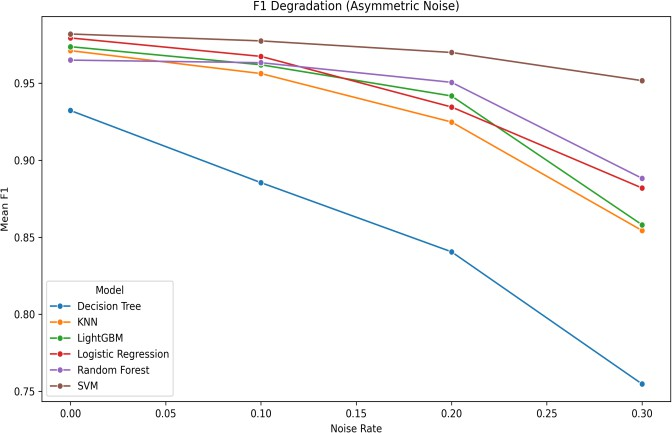 F1 Degradation (Asymmetric Noise)
Mean F1
0.95
0.90
0.85
0.80
0.75
Model
Decision Tree
KNN
LightGBM
Logistic Regression
Random Forest
SVM
0.00 0.05 0.10 0.15 0.20 0.25 0.30
Noise Rate